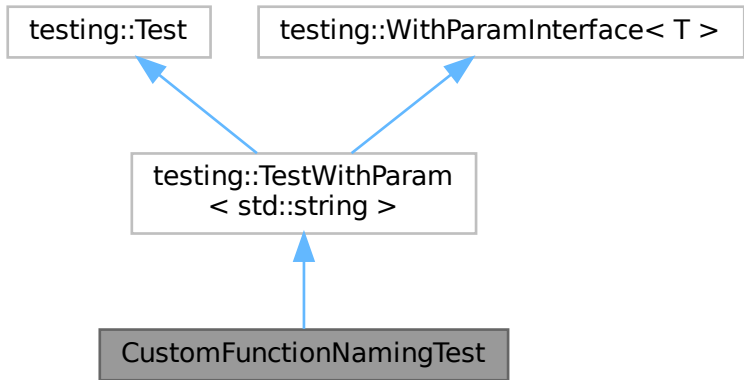 testing::Test
testing::WithParamInterface< T >
testing::TestWithParam
< std::string >
CustomFunctionNamingTest